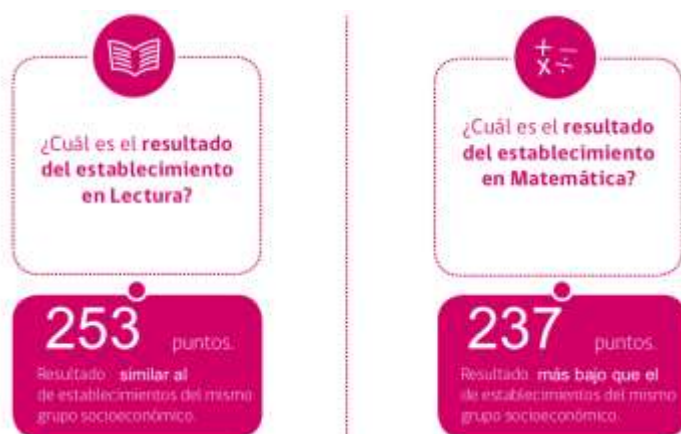 ¿Cuál es el resultado
del establecimiento
en Lectura?
253 puntos.
Resultado similar al
de establecimientos del mismo
grupo socioeconómico.
+ −
x ÷
¿Cuál es el resultado
del establecimiento
en Matemática?
237 puntos.
Resultado más bajo que el
de establecimientos del mismo
grupo socioeconómico.